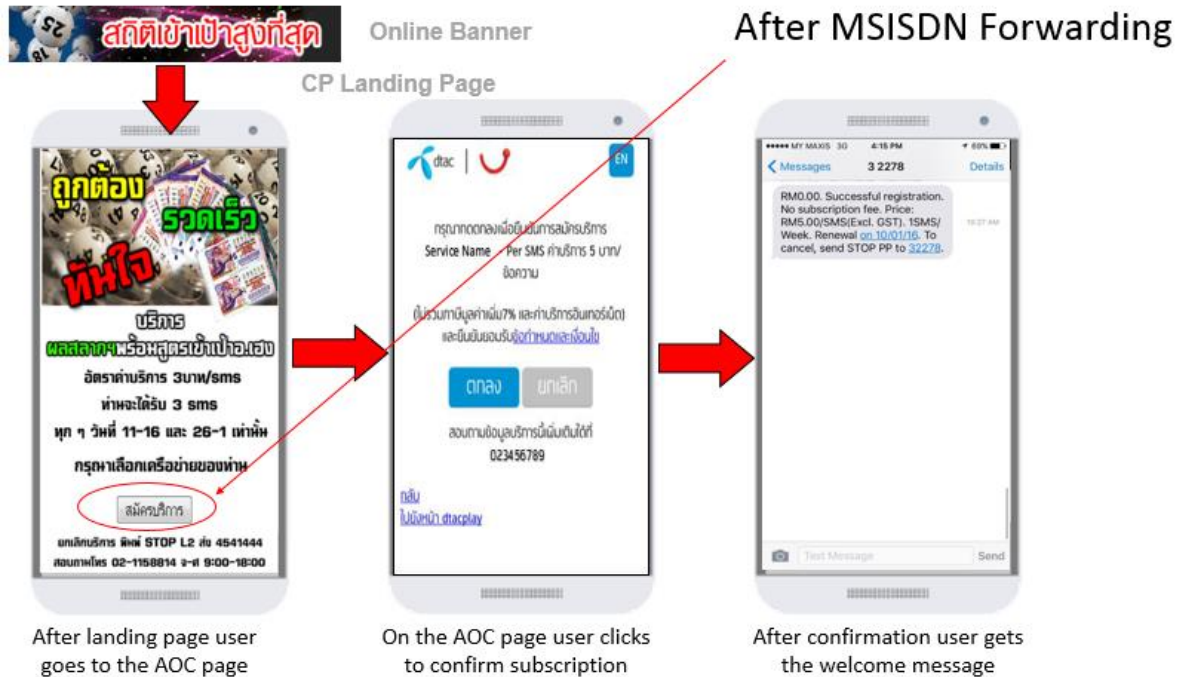 สถิติเข้าเป้าสูงที่สุด
Online Banner
After MSISDN Forwarding
CP Landing Page
ถูกต้อง
รวดเร็ว
ทันใจ
บริการ
ผลสลากฯพร้อมสูตรเข้าเป้าอ.เฮง
อัตราค่าบริการ 3บาท/sms
ท่านจะได้รับ 3 sms
ทุก ๆ วันที่ 11-16 และ 26-1 เท่านั้น
กรุณาเลือกเครือข่ายของท่าน
สมัครบริการ
ยกเลิกบริการ พิมพ์ STOP L2 ส่ง 4541444
สอบถามโทร 02-1158814 จ-ศ 9:00-18:00
After landing page user
goes to the AOC page
dtac
EN
กรุณากดตกลงเพื่อยืนยันการสมัครบริการ
Service Name - Per SMS ค่าบริการ 5 บาท/
ข้อความ
(ไม่รวมภาษีมูลค่าเพิ่ม7% และค่าบริการอินเทอร์เน็ต)
และยืนยันยอมรับข้อกำหนดและเงื่อนไข
ตกลง
ยกเลิก
สอบถามข้อมูลบริการนี้เพิ่มเติมได้ที่
023456789
กลับ
ไปยังหน้า dtacplay
On the AOC page user clicks
to confirm subscription
MY MAXIS 3G 4:15 PM 60%
Messages 3 2278 Details
RM0.00. Successful registration.
No subscription fee. Price:
RM5.00/SMS(Excl. GST). 1SMS/
Week. Renewal on 10/01/16. To
cancel, send STOP PP to 32278.
10:27 AM
Text Message
Send
After confirmation user gets
the welcome message